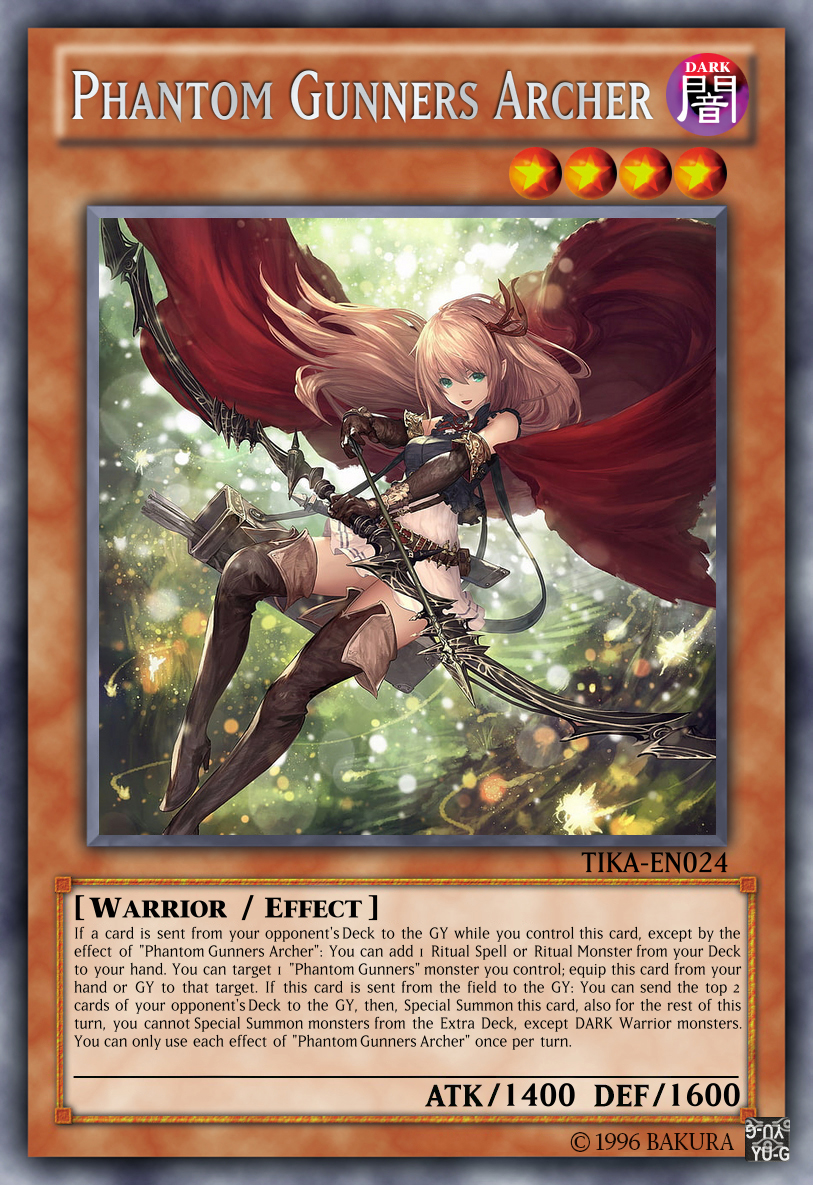 PHANTOM GUNNERS ARCHER
DARK
闇
TIKA-EN024
[ WARRIOR / EFFECT ]
If a card is sent from your opponent's Deck to the GY while you control this card, except by the
effect of "Phantom Gunners Archer": You can add 1 Ritual Spell or Ritual Monster from your Deck
to your hand. You can target 1 "Phantom Gunners" monster you control; equip this card from your
hand or GY to that target. If this card is sent from the field to the GY: You can send the top 2
cards of your opponent's Deck to the GY, then, Special Summon this card, also for the rest of this
turn, you cannot Special Summon monsters from the Extra Deck, except DARK Warrior monsters.
You can only use each effect of "Phantom Gunners Archer" once per turn.
ATK/1400 DEF/1600
© 1996 BAKURA
YU-G
YU-G